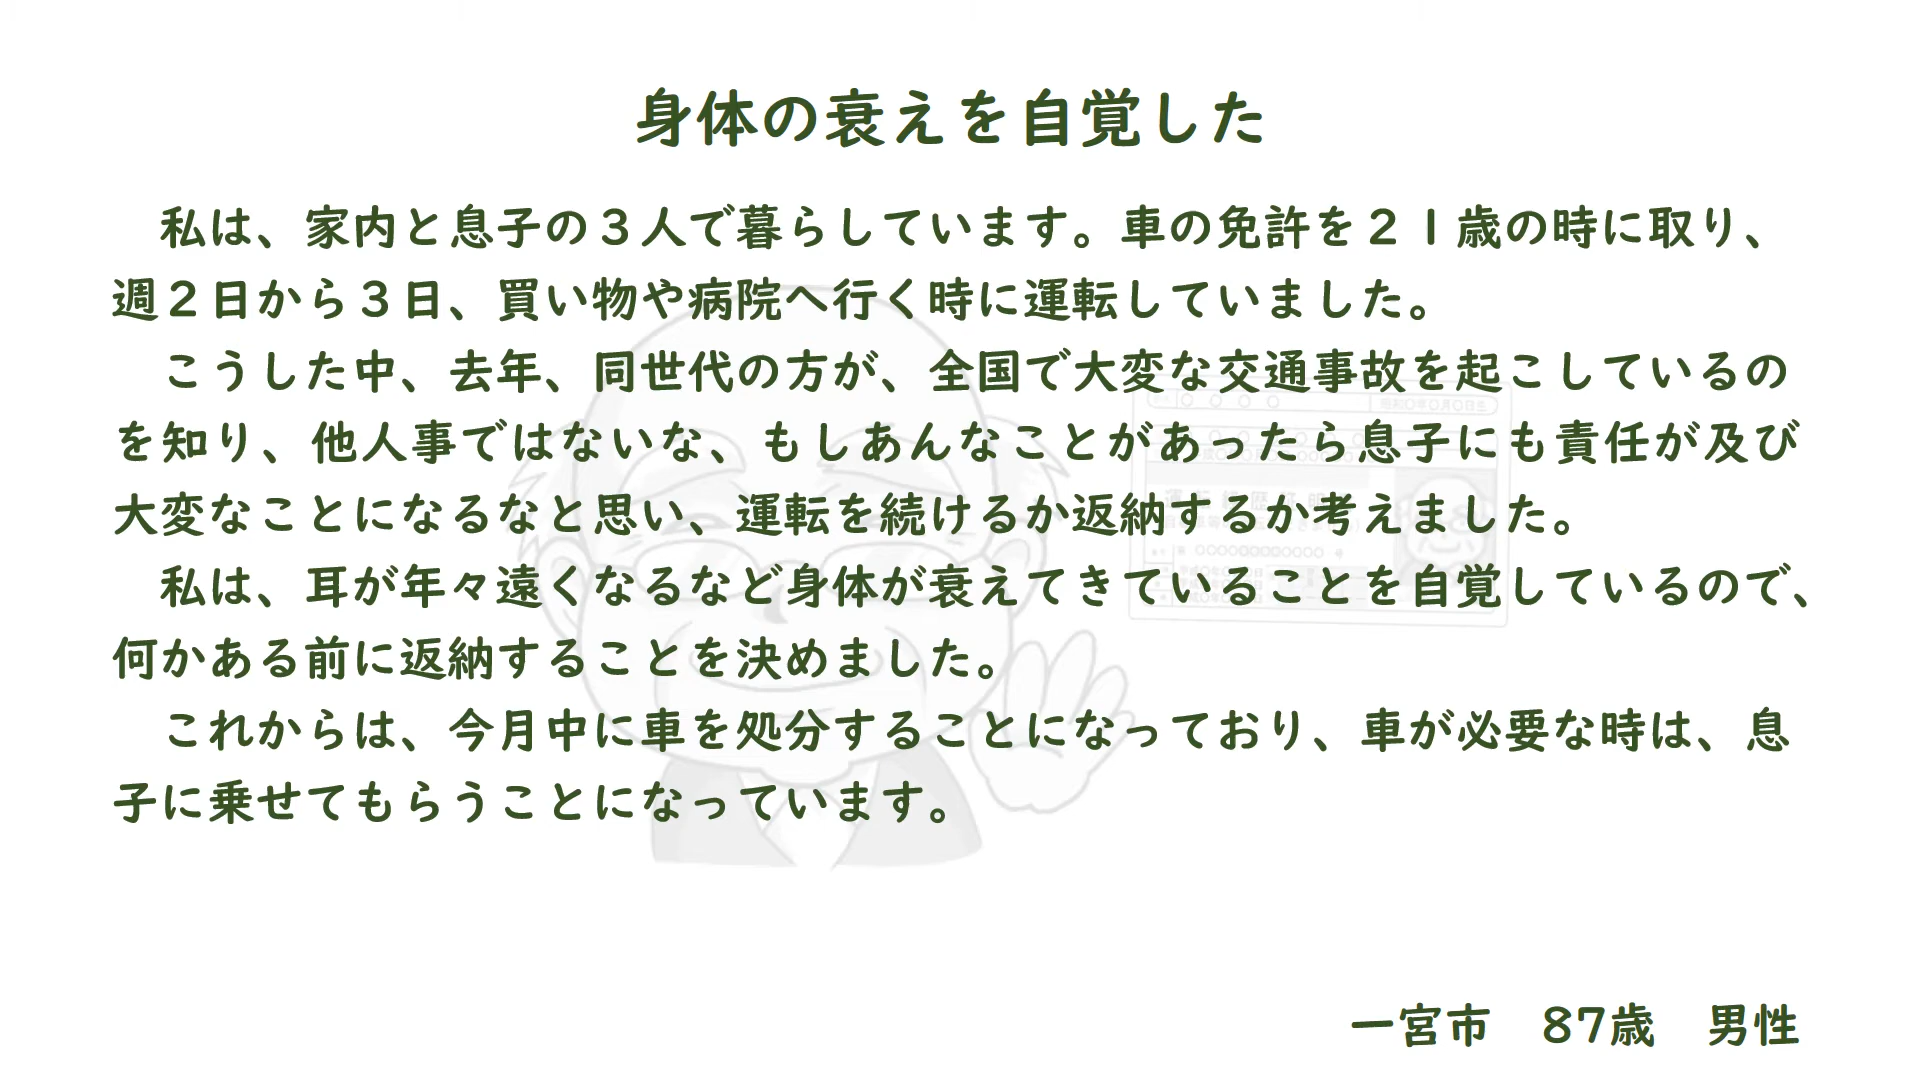 身体の衰えを自覚した
　私は、家内と息子の３人で暮らしています。車の免許を２１歳の時に取り、
週２日から３日、買い物や病院へ行く時に運転していました。
　こうした中、去年、同世代の方が、全国で大変な交通事故を起こしているの
を知り、他人事ではないな、もしあんなことがあったら息子にも責任が及び
大変なことになるなと思い、運転を続けるか返納するか考えました。
　私は、耳が年々遠くなるなど身体が衰えてきていることを自覚しているので、
何かある前に返納することを決めました。
　これからは、今月中に車を処分することになっており、車が必要な時は、息
子に乗せてもらうことになっています。
一宮市　87歳　男性